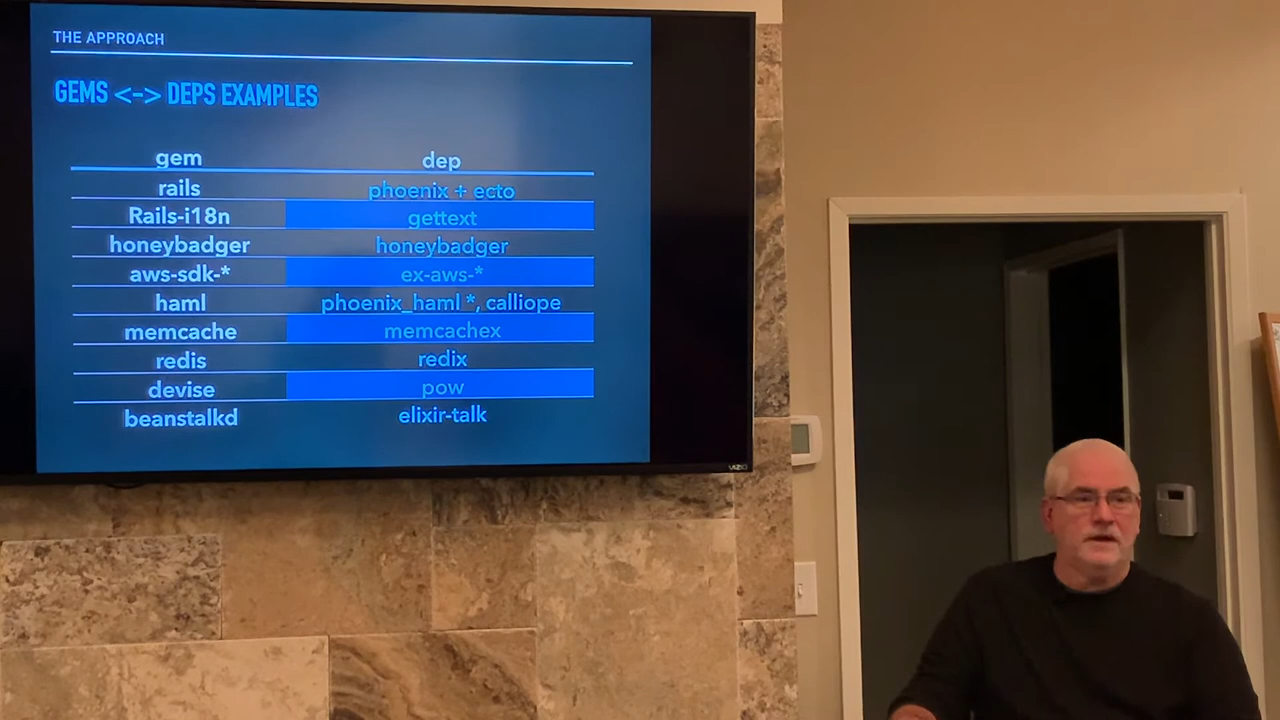 THE APPROACH
GEMS <-> DEPS EXAMPLES
gem dep
rails phoenix + ecto
Rails-i18n gettext
honeybadger honeybadger
aws-sdk-* ex-aws-*
haml phoenix_haml *, calliope
memcache memcachex
redis redix
devise pow
beanstalkd elixir-talk
VIZIO